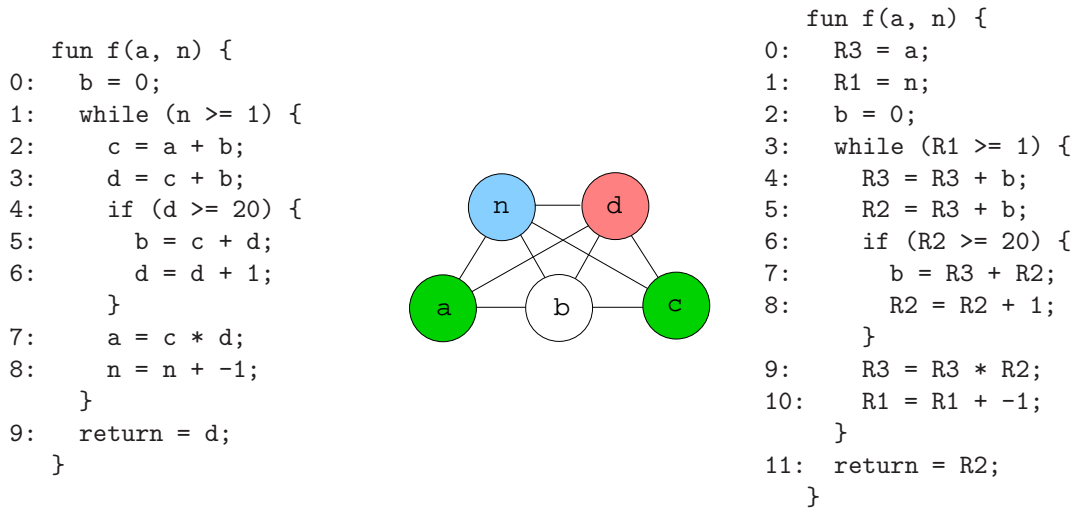 fun f(a, n) {
0: b = 0;
1: while (n >= 1) {
2: c = a + b;
3: d = c + b;
4: if (d >= 20) {
5: b = c + d;
6: d = d + 1;
}
7: a = c * d;
8: n = n + -1;
}
9: return = d;
}
n d
a b c
fun f(a, n) {
0: R3 = a;
1: R1 = n;
2: b = 0;
3: while (R1 >= 1) {
4: R3 = R3 + b;
5: R2 = R3 + b;
6: if (R2 >= 20) {
7: b = R3 + R2;
8: R2 = R2 + 1;
}
9: R3 = R3 * R2;
10: R1 = R1 + -1;
}
11: return = R2;
}